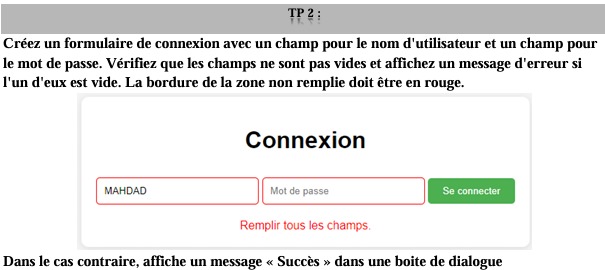 TP 2 :
Créez un formulaire de connexion avec un champ pour le nom d'utilisateur et un champ pour
le mot de passe. Vérifiez que les champs ne sont pas vides et affichez un message d'erreur si
l'un d'eux est vide. La bordure de la zone non remplie doit être en rouge.
Connexion
MAHDAD Mot de passe Se connecter
Remplir tous les champs.
Dans le cas contraire, affiche un message « Succès » dans une boite de dialogue